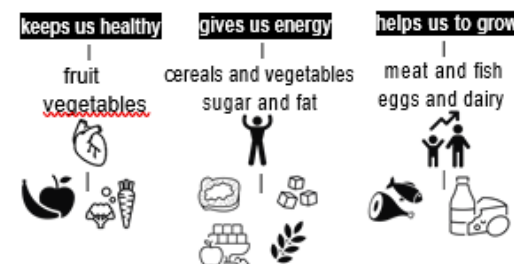 keeps us healthy
fruit
vegetables
gives us energy
cereals and vegetables
sugar and fat
helps us to grow
meat and fish
eggs and dairy